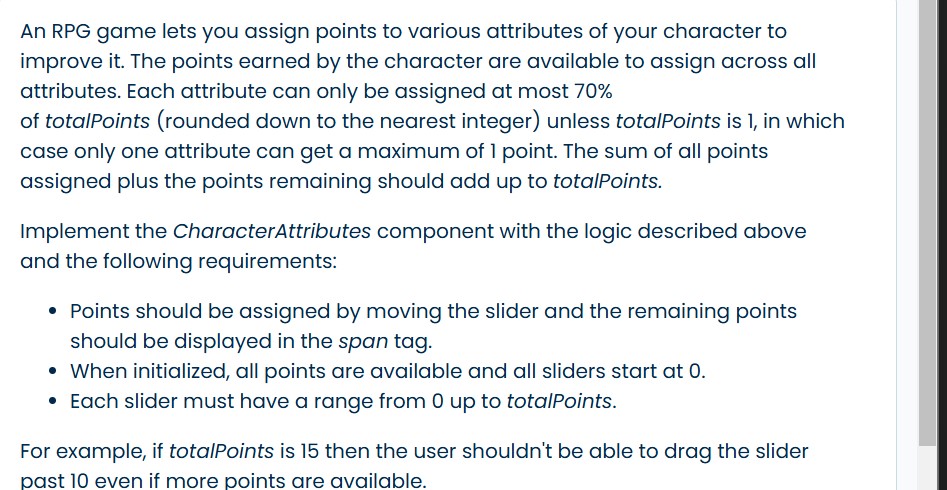 An RPG game lets you assign points to various attributes of your character to
improve it. The points earned by the character are available to assign across all
attributes. Each attribute can only be assigned at most 70%
of totalPoints (rounded down to the nearest integer) unless totalPoints is 1, in which
case only one attribute can get a maximum of 1 point. The sum of all points
assigned plus the points remaining should add up to totalPoints.
Implement the CharacterAttributes component with the logic described above
and the following requirements:
• Points should be assigned by moving the slider and the remaining points
should be displayed in the span tag.
• When initialized, all points are available and all sliders start at 0.
• Each slider must have a range from 0 up to totalPoints.
For example, if totalPoints is 15 then the user shouldn't be able to drag the slider
past 10 even if more points are available.